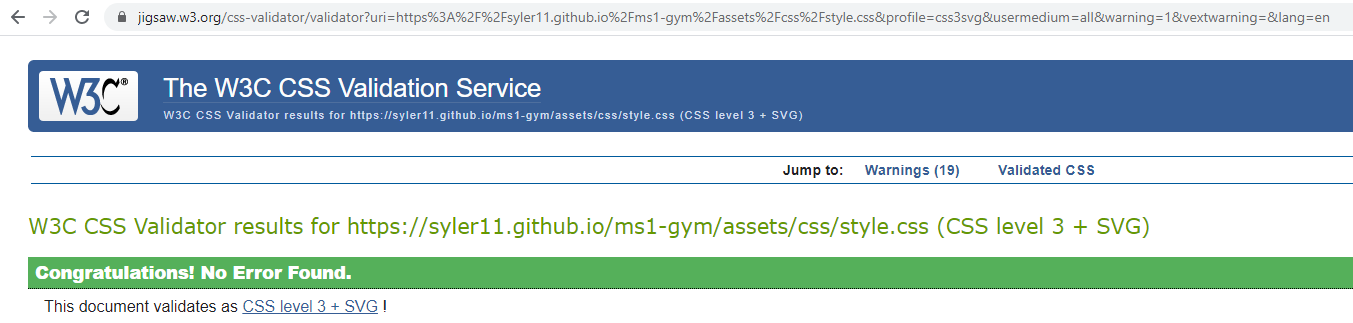 jigsaw.w3.org/css-validator/validator?uri=https%3A%2F%2Fsyler11.github.io%2Fms1-gym%2Fassets%2Fcss%2Fstyle.css&profile=css3svg&usermedium=all&warning=1&vextwarning=&lang=en
W3C® The W3C CSS Validation Service
W3C CSS Validator results for https://syler11.github.io/ms1-gym/assets/css/style.css (CSS level 3 + SVG)
Jump to: Warnings (19) Validated CSS
W3C CSS Validator results for https://syler11.github.io/ms1-gym/assets/css/style.css (CSS level 3 + SVG)
Congratulations! No Error Found.
This document validates as CSS level 3 + SVG !